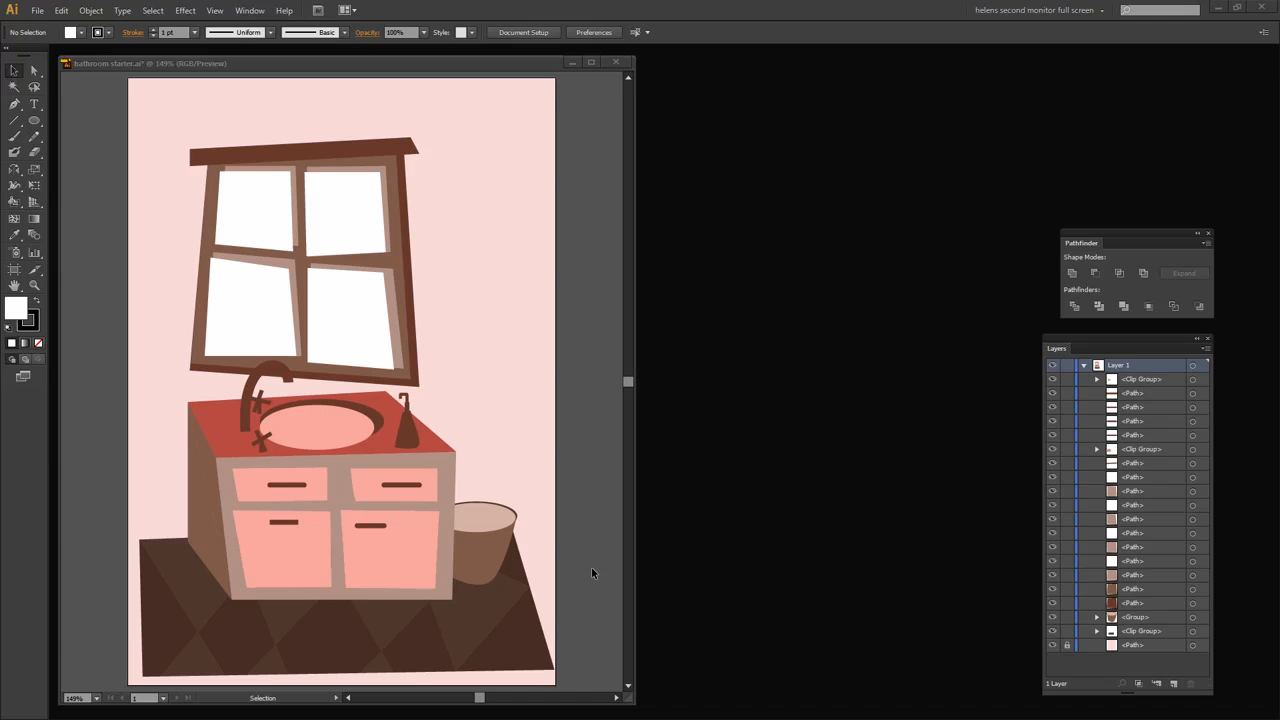 Ai File Edit Object Type Select Effect View Window Help Br helens second monitor full screen
No Selection Stroke: 1 pt Uniform Basic Opacity: 100% Style: Document Setup Preferences
bathroom starter.ai* @ 149% (RGB/Preview)
Pathfinder
Shape Modes:
Expand
Pathfinders:
Layers
Layer 1
<Clip Group>
<Path>
<Path>
<Path>
<Path>
<Clip Group>
<Path>
<Path>
<Path>
<Path>
<Path>
<Path>
<Path>
<Path>
<Path>
<Path>
<Path>
<Group>
<Clip Group>
<Path>
1 Layer
149% 1 Selection